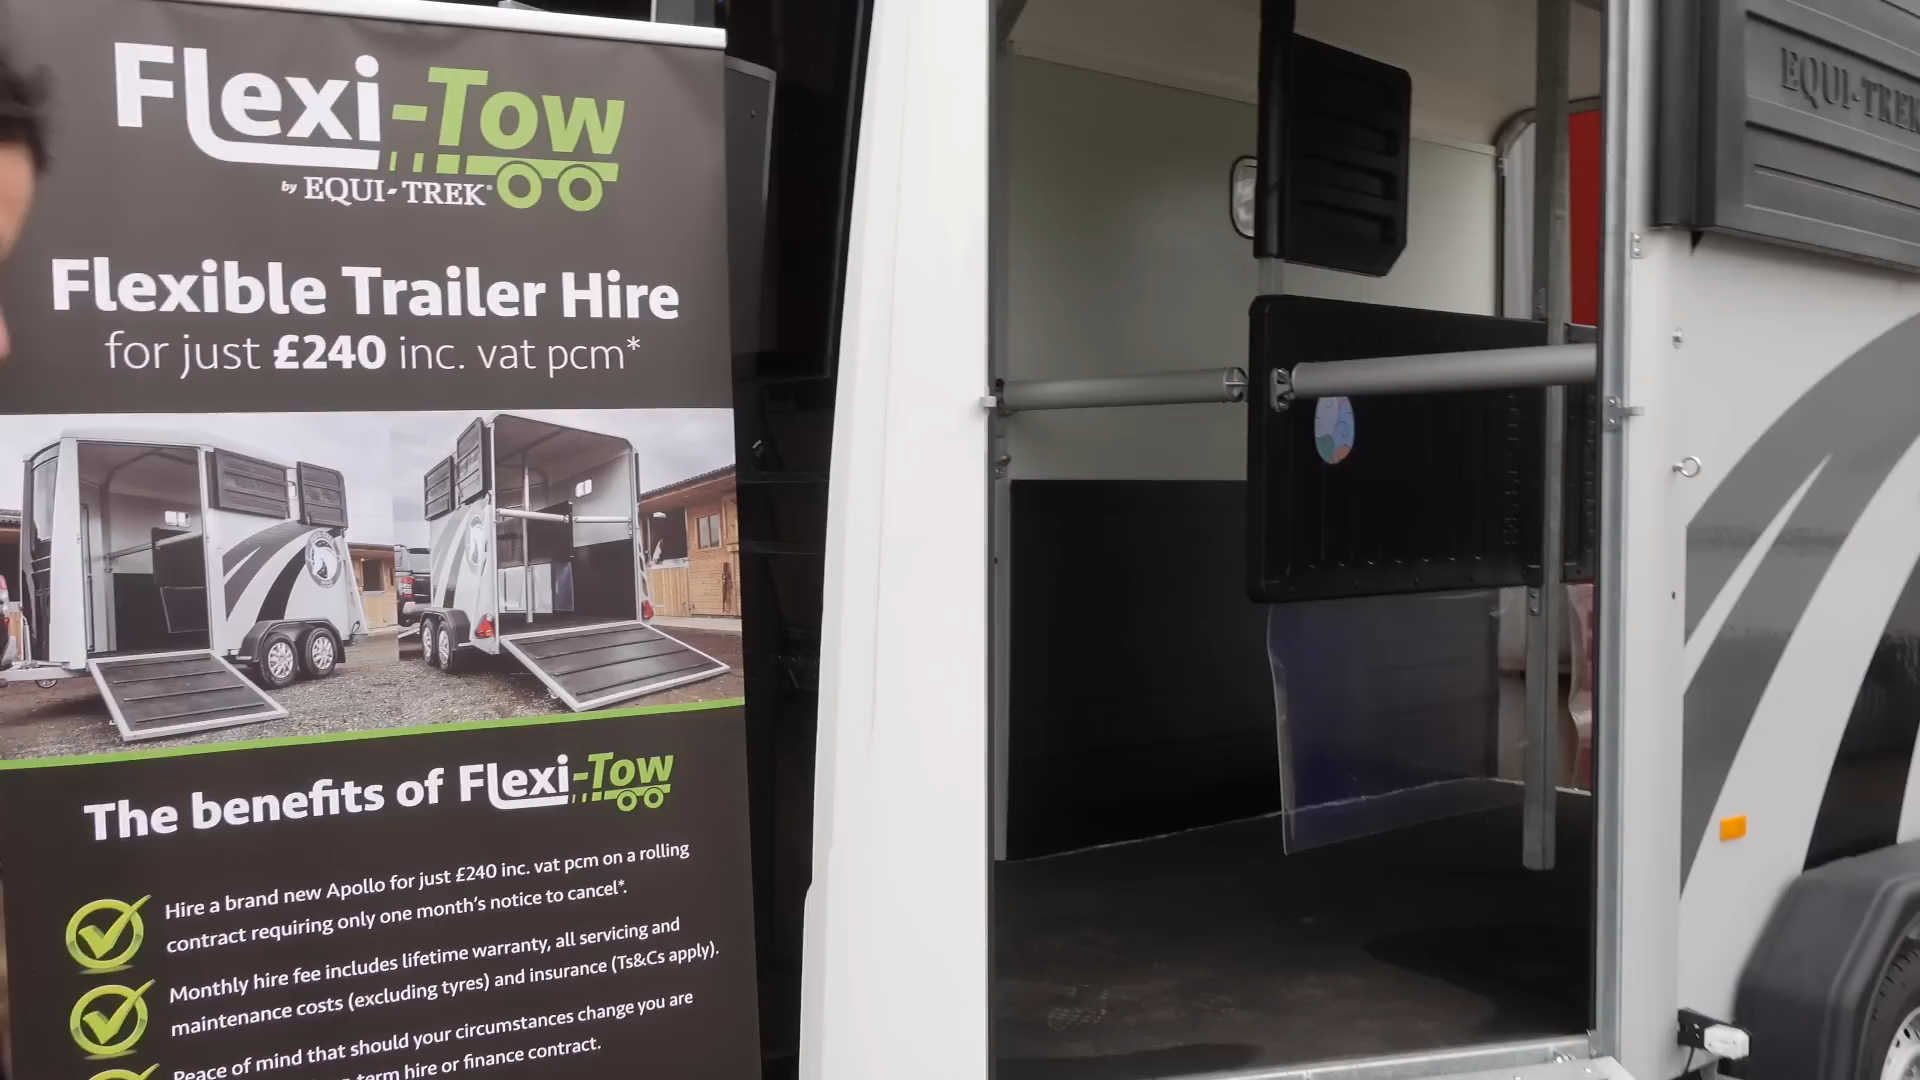 Flexi-Tow
by EQUI-TREK®
Flexible Trailer Hire
for just £240 inc. vat pcm*
The benefits of Flexi-Tow
Hire a brand new Apollo for just £240 inc. vat pcm on a rolling
contract requiring only one month's notice to cancel*.
Monthly hire fee includes lifetime warranty, all servicing and
maintenance costs (excluding tyres) and insurance (Ts&Cs apply).
Peace of mind that should your circumstances change you are
term hire or finance contract.
EQUI-TREK